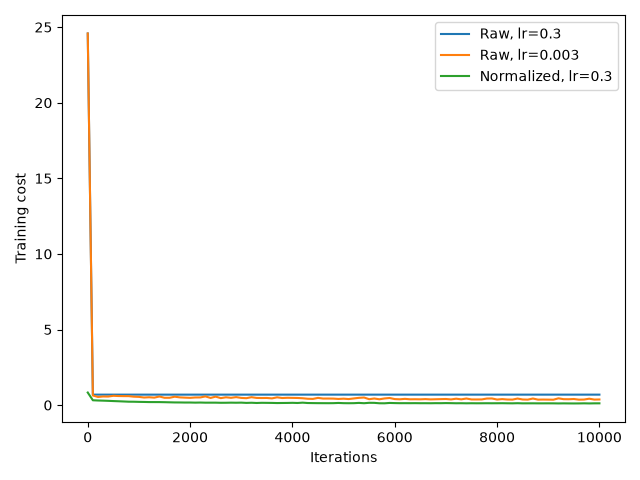 25
20
15
10
5
0
Training cost
Raw, lr=0.3
Raw, lr=0.003
Normalized, lr=0.3
0 2000 4000 6000 8000 10000
Iterations